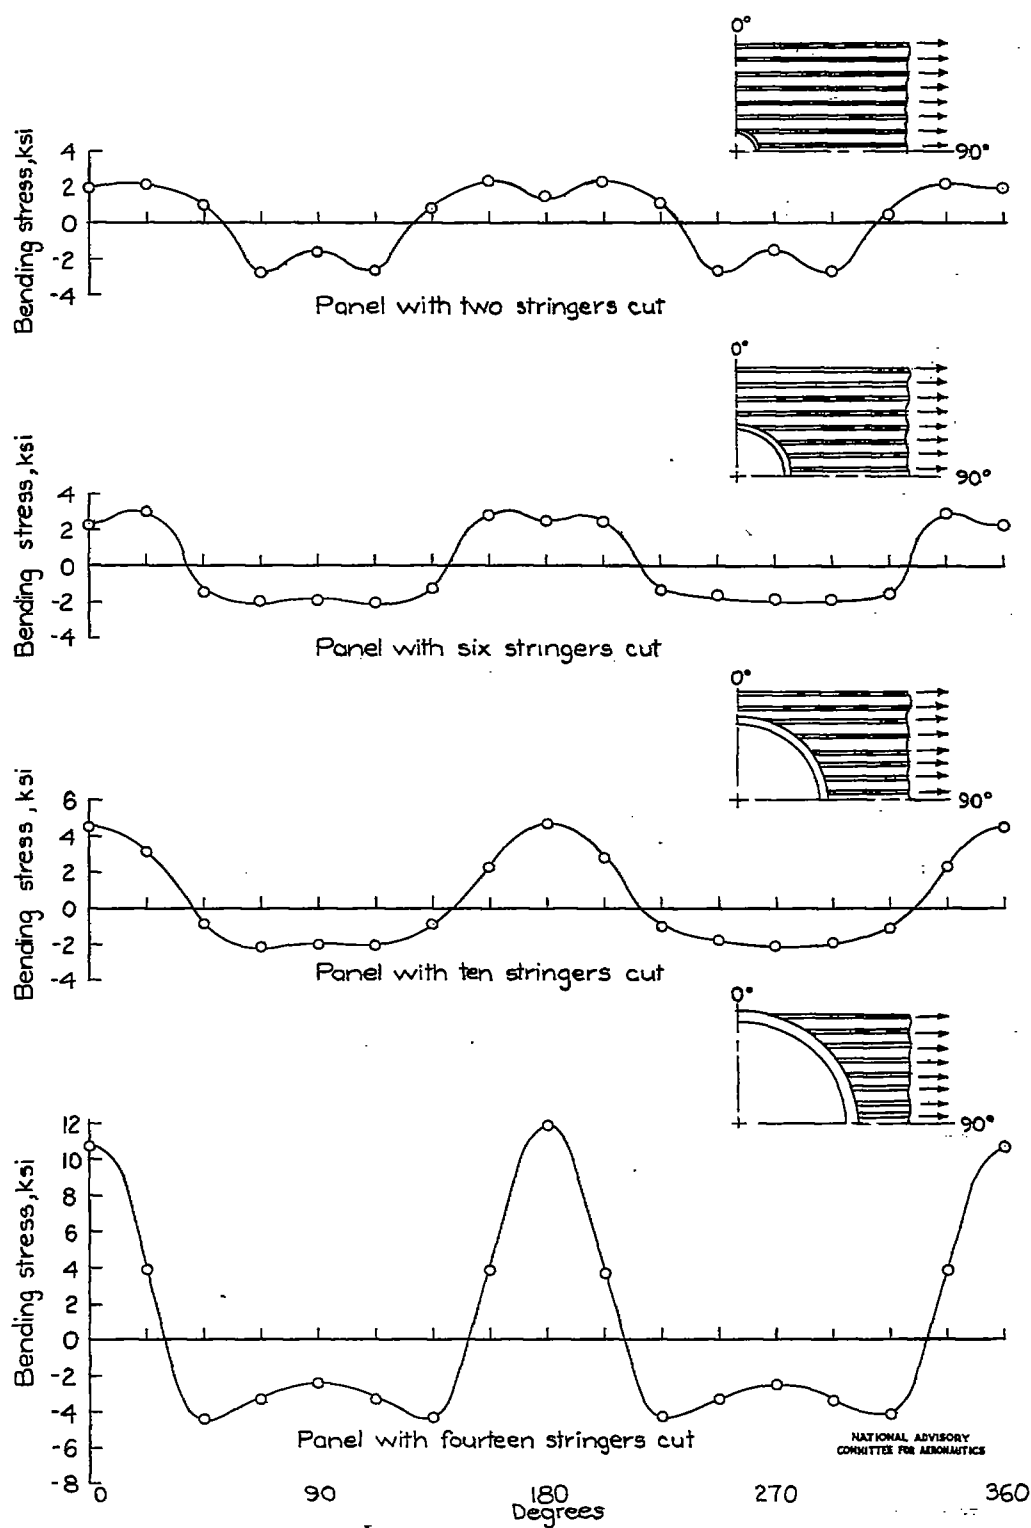 0°
90°
Bending stress, ksi
4
2
0
-2
-4
Panel with two stringers cut
0°
90°
Bending stress, ksi
4
2
0
-2
-4
Panel with six stringers cut
0°
90°
Bending stress, ksi
6
4
2
0
-2
-4
Panel with ten stringers cut
0°
90°
Bending stress, ksi
12
10
8
6
4
2
0
-2
-4
-6
-8
Panel with fourteen stringers cut
NATIONAL ADVISORY
COMMITTEE FOR AERONAUTICS
0 90 180 270 360
Degrees